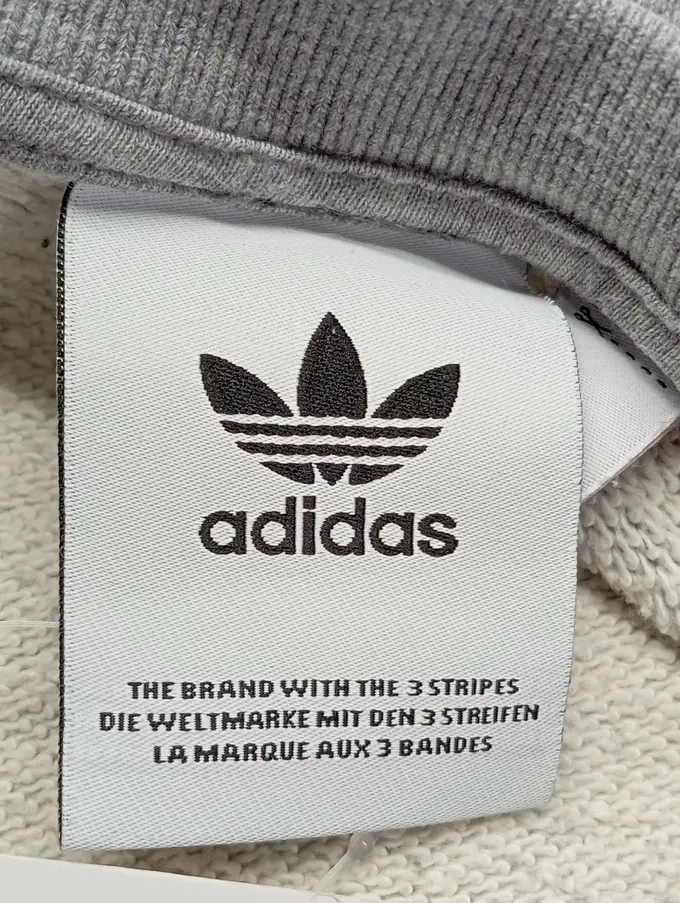 adidas
THE BRAND WITH THE 3 STRIPES
DIE WELTMARKE MIT DEN 3 STREIFEN
LA MARQUE AUX 3 BANDES